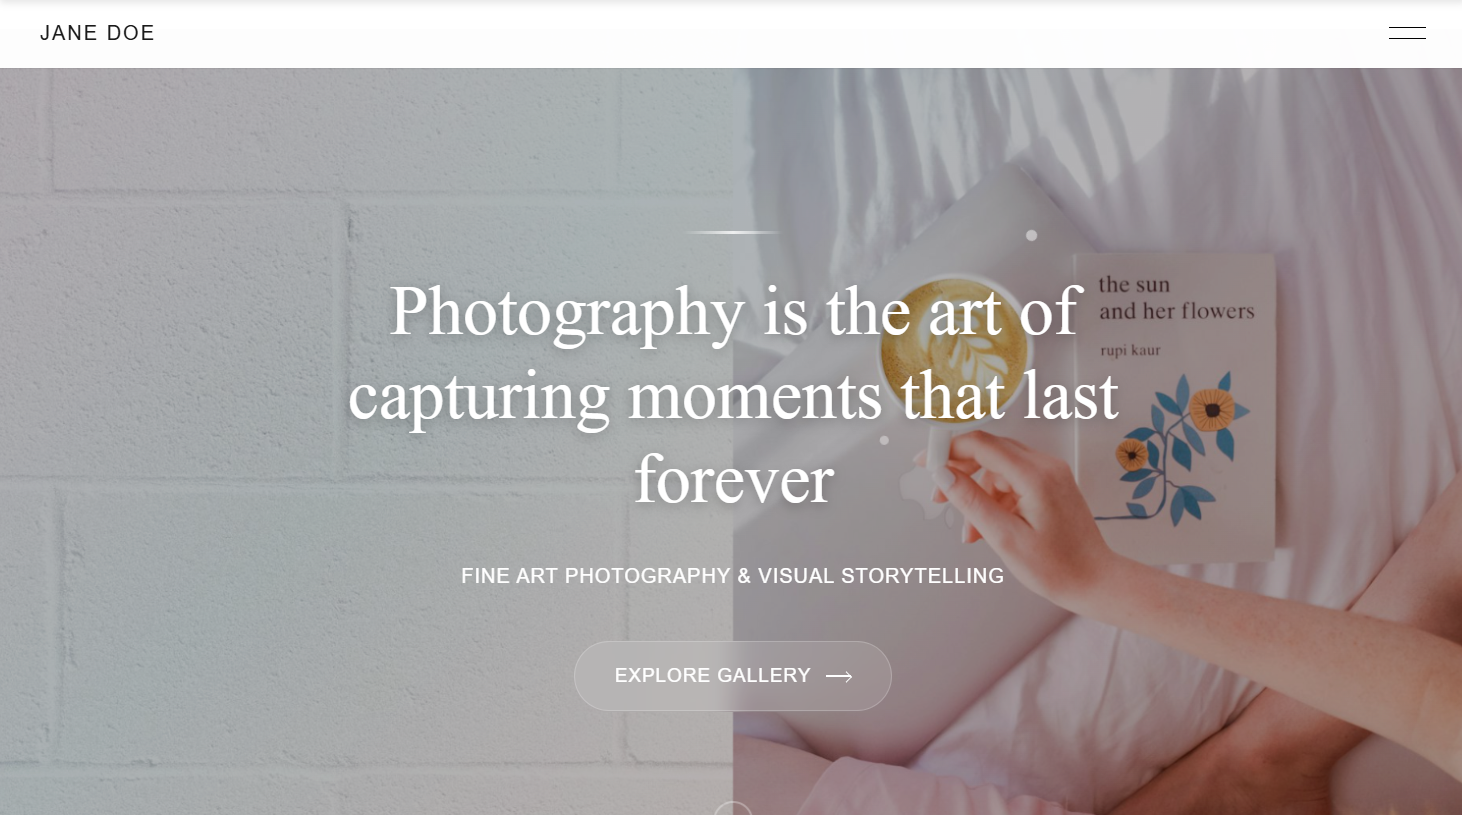 JANE DOE
the sun
and her flowers
rupi kaur
Photography is the art of
capturing moments that last
forever
FINE ART PHOTOGRAPHY & VISUAL STORYTELLING
EXPLORE GALLERY